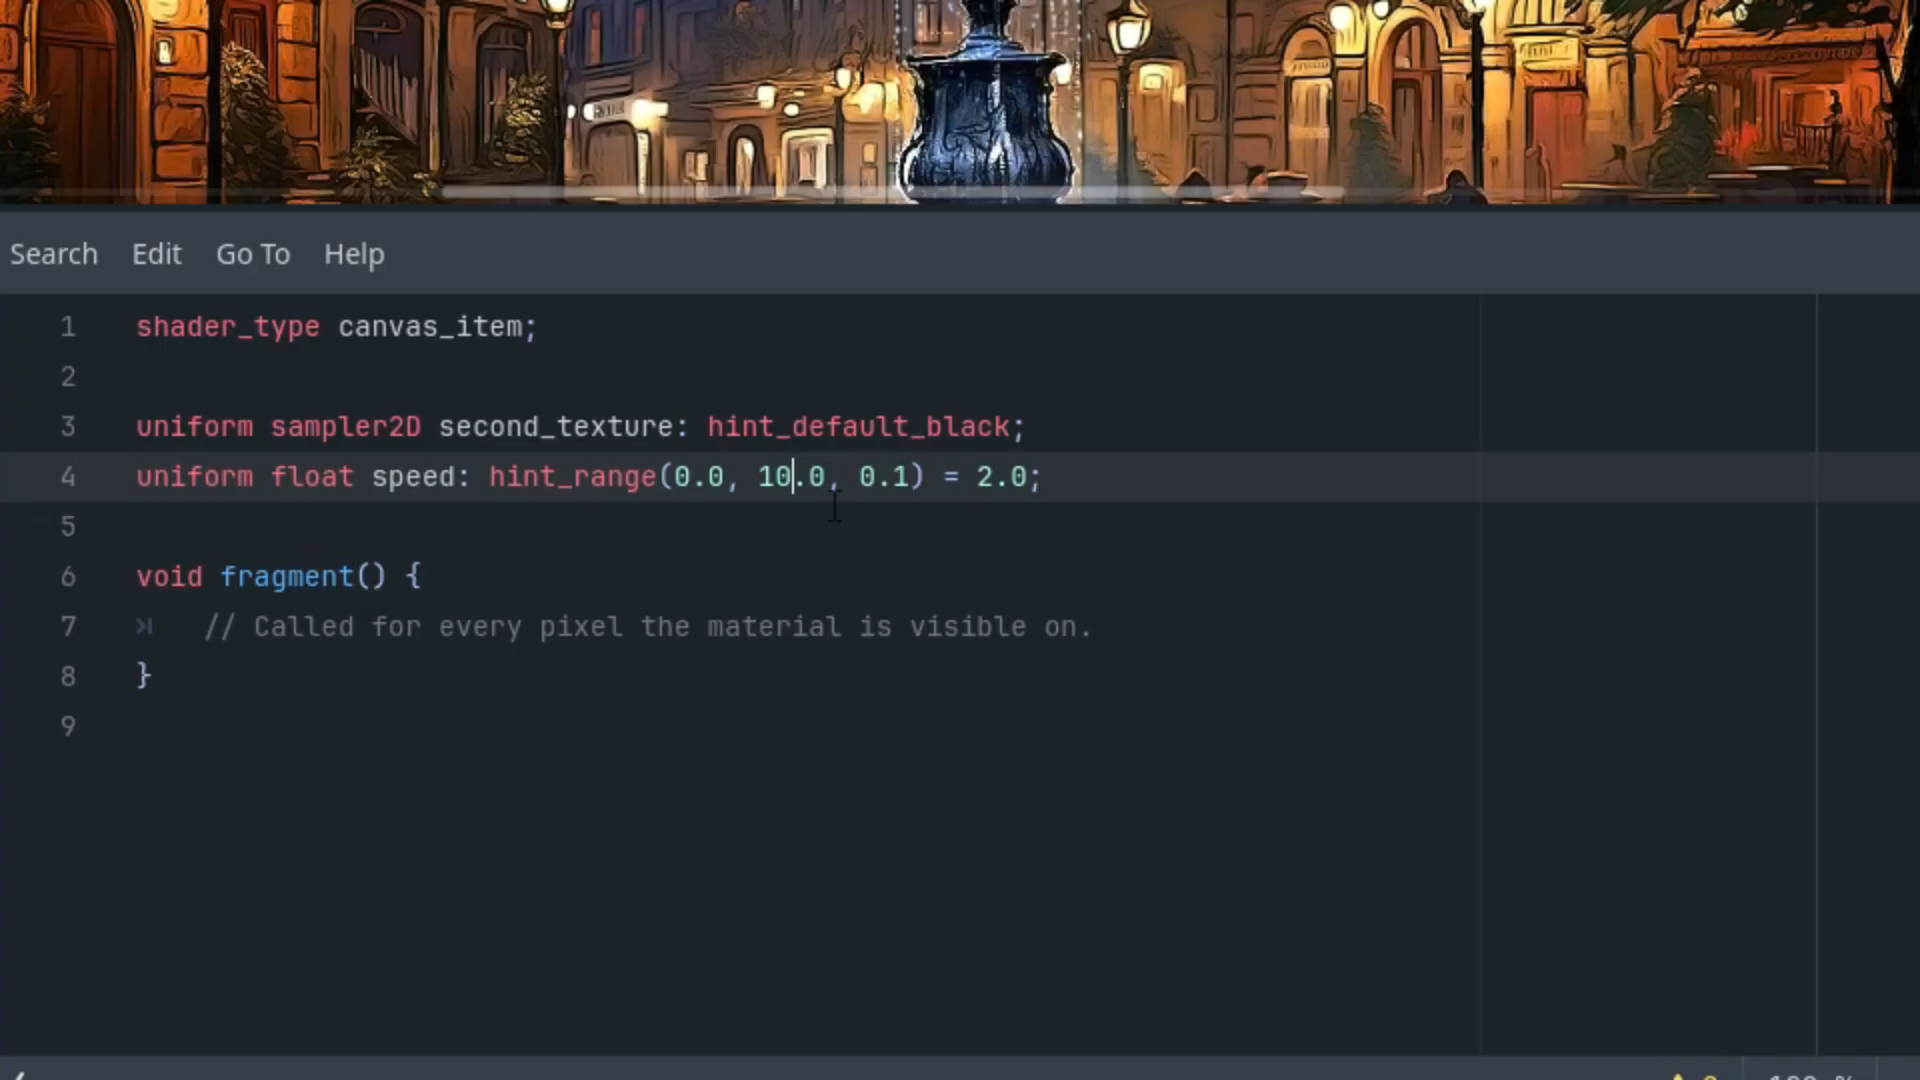 Search Edit Go To Help
1 shader_type canvas_item;
2
3 uniform sampler2D second_texture: hint_default_black;
4 uniform float speed: hint_range(0.0, 10.0, 0.1) = 2.0;
5
6 void fragment() {
7 // Called for every pixel the material is visible on.
8 }
9